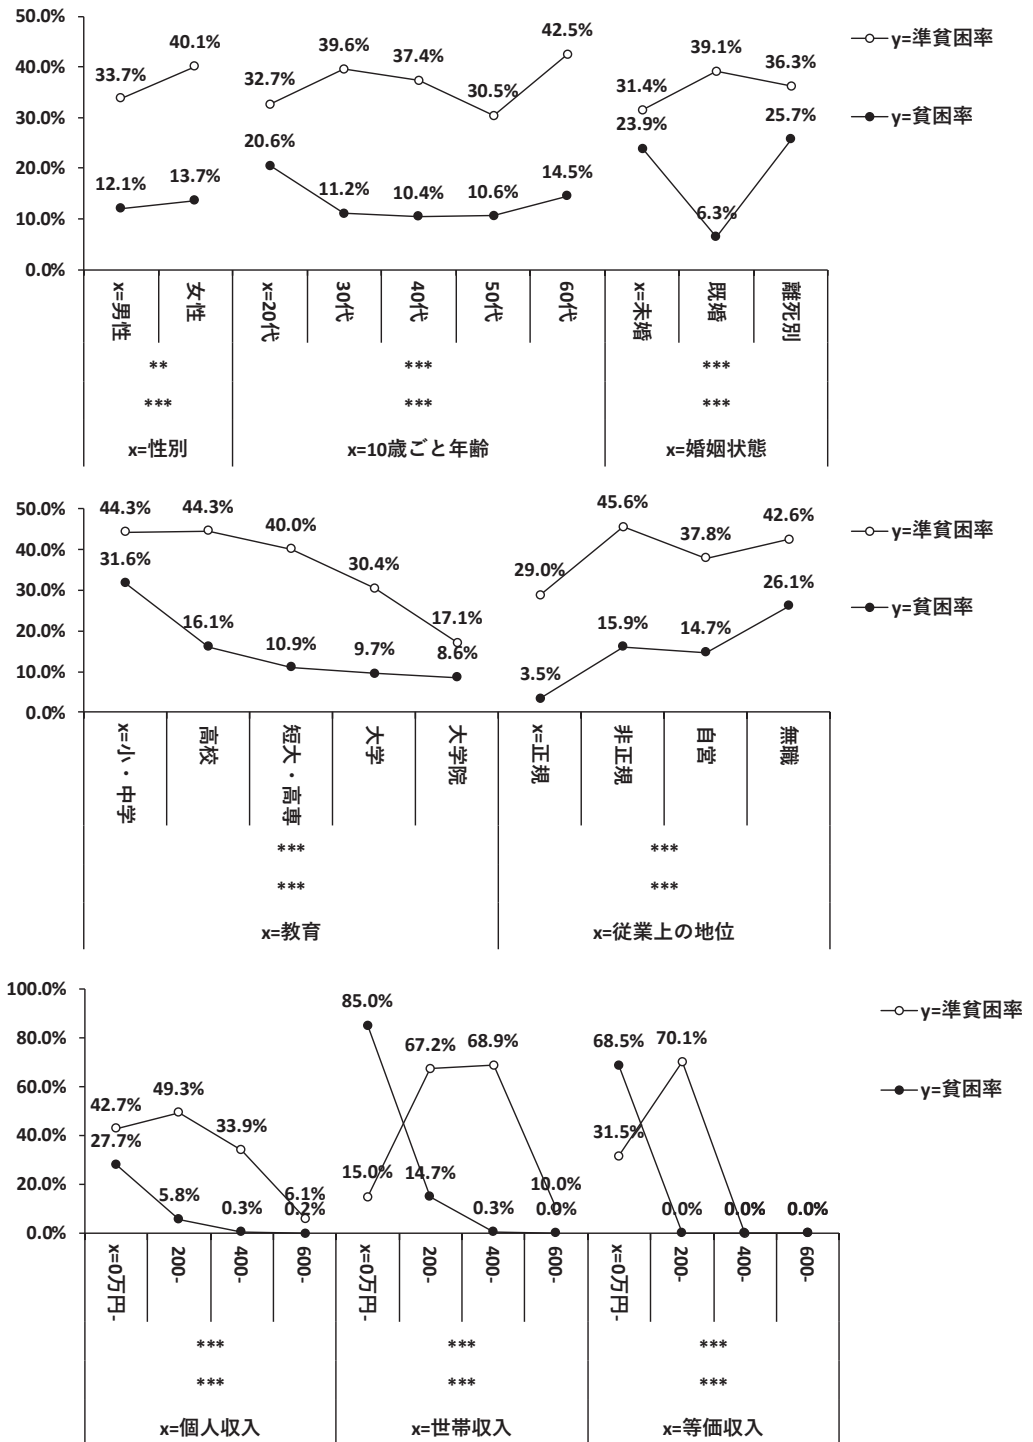 50.0%
40.0%
30.0%
20.0%
10.0%
0.0%
33.7%
40.1%
32.7%
39.6%
37.4%
30.5%
42.5%
31.4%
39.1%
36.3%
12.1%
13.7%
20.6%
11.2%
10.4%
10.6%
14.5%
23.9%
6.3%
25.7%
y=準貧困率
y=貧困率
x=男性
女性
x=20代
30代
40代
50代
60代
x=未婚
既婚
離死別
** *** ***
*** *** ***
x=性別 x=10歳ごと年齢 x=婚姻状態
50.0%
40.0%
30.0%
20.0%
10.0%
0.0%
44.3%
44.3%
40.0%
30.4%
17.1%
29.0%
45.6%
37.8%
42.6%
31.6%
16.1%
10.9%
9.7%
8.6%
3.5%
15.9%
14.7%
26.1%
y=準貧困率
y=貧困率
x=小・中学
高校
短大・高専
大学
大学院
x=正規
非正規
自営
無職
*** ***
*** ***
x=教育 x=従業上の地位
100.0%
80.0%
60.0%
40.0%
20.0%
0.0%
42.7%
49.3%
33.9%
6.1%
15.0%
67.2%
68.9%
10.0%
31.5%
70.1%
0.0%
0.0%
27.7%
5.8%
0.3%
0.2%
85.0%
14.7%
0.3%
0.0%
68.5%
0.0%
0.0%
0.0%
y=準貧困率
y=貧困率
x=0万円-
200-
400-
600-
x=0万円-
200-
400-
600-
x=0万円-
200-
400-
600-
*** *** ***
*** *** ***
x=個人収入 x=世帯収入 x=等価収入